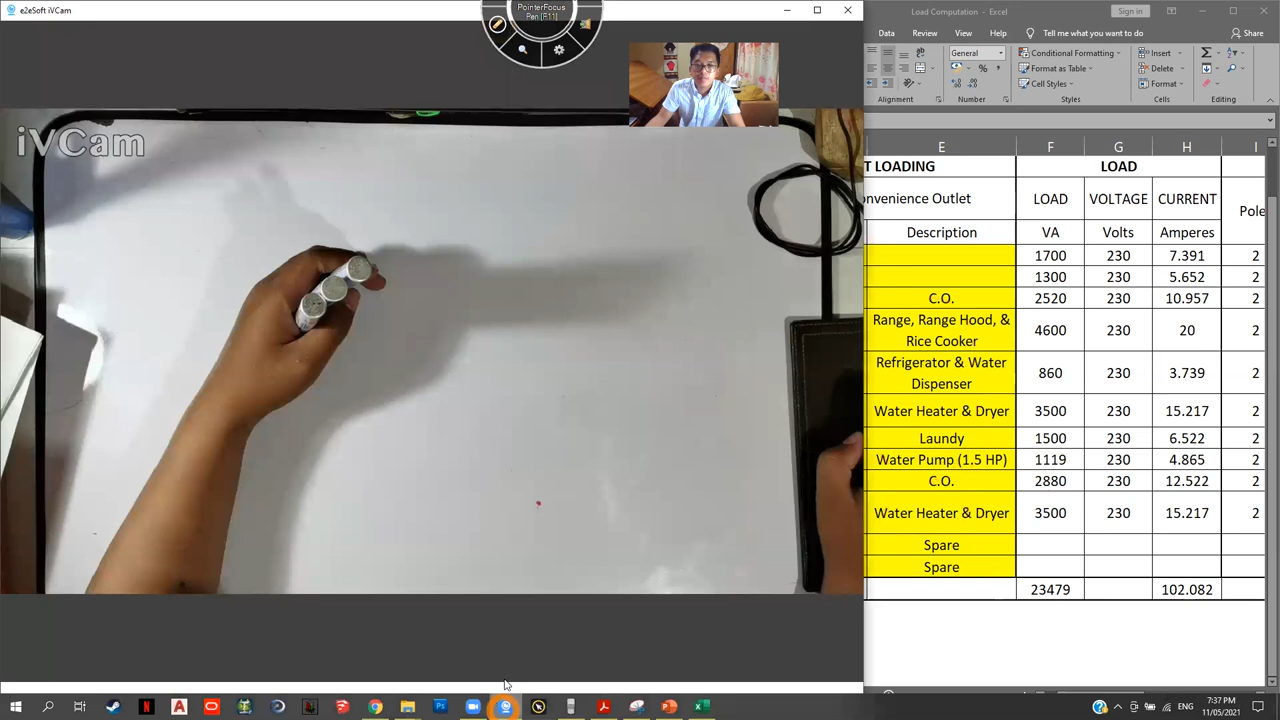 e2eSoft iVCam
PointerFocus
Pen [F11]
Load Computation - Excel
Sign in
Data
Review
View
Help
Tell me what you want to do
Share
General
Conditional Formatting
Insert
Format as Table
Delete
Cell Styles
Format
Alignment
Number
Styles
Cells
Editing
iVCam
E
F
G
H
I
T LOADING
LOAD
onvenience Outlet
LOAD
VOLTAGE
CURRENT
Pole
Description
VA
Volts
Amperes
1700
230
7.391
2
1300
230
5.652
2
C.O.
2520
230
10.957
2
Range, Range Hood, &
Rice Cooker
4600
230
20
2
Refrigerator & Water
Dispenser
860
230
3.739
2
Water Heater & Dryer
3500
230
15.217
2
Laundy
1500
230
6.522
2
Water Pump (1.5 HP)
1119
230
4.865
2
C.O.
2880
230
12.522
2
Water Heater & Dryer
3500
230
15.217
2
Spare
Spare
23479
102.082
7:37 PM
11/05/2021